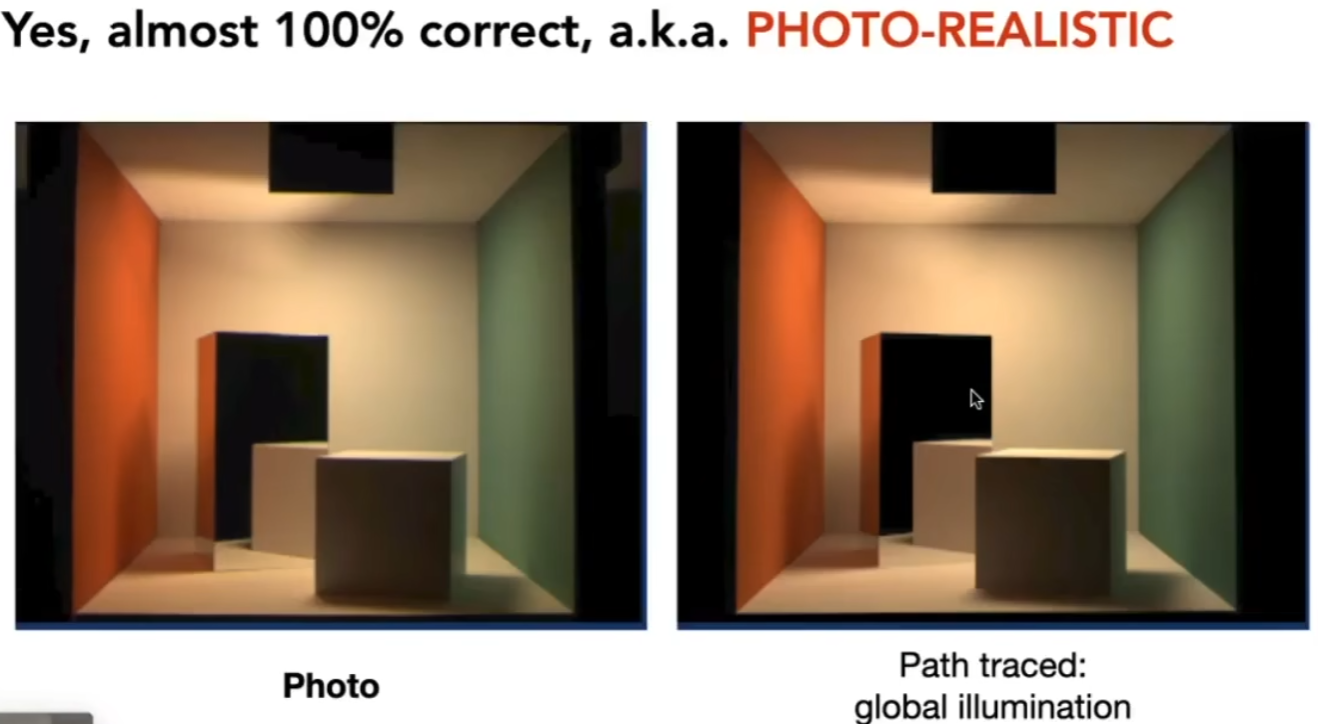 Yes, almost 100% correct, a.k.a. PHOTO-REALISTIC
Photo
Path traced:
global illumination